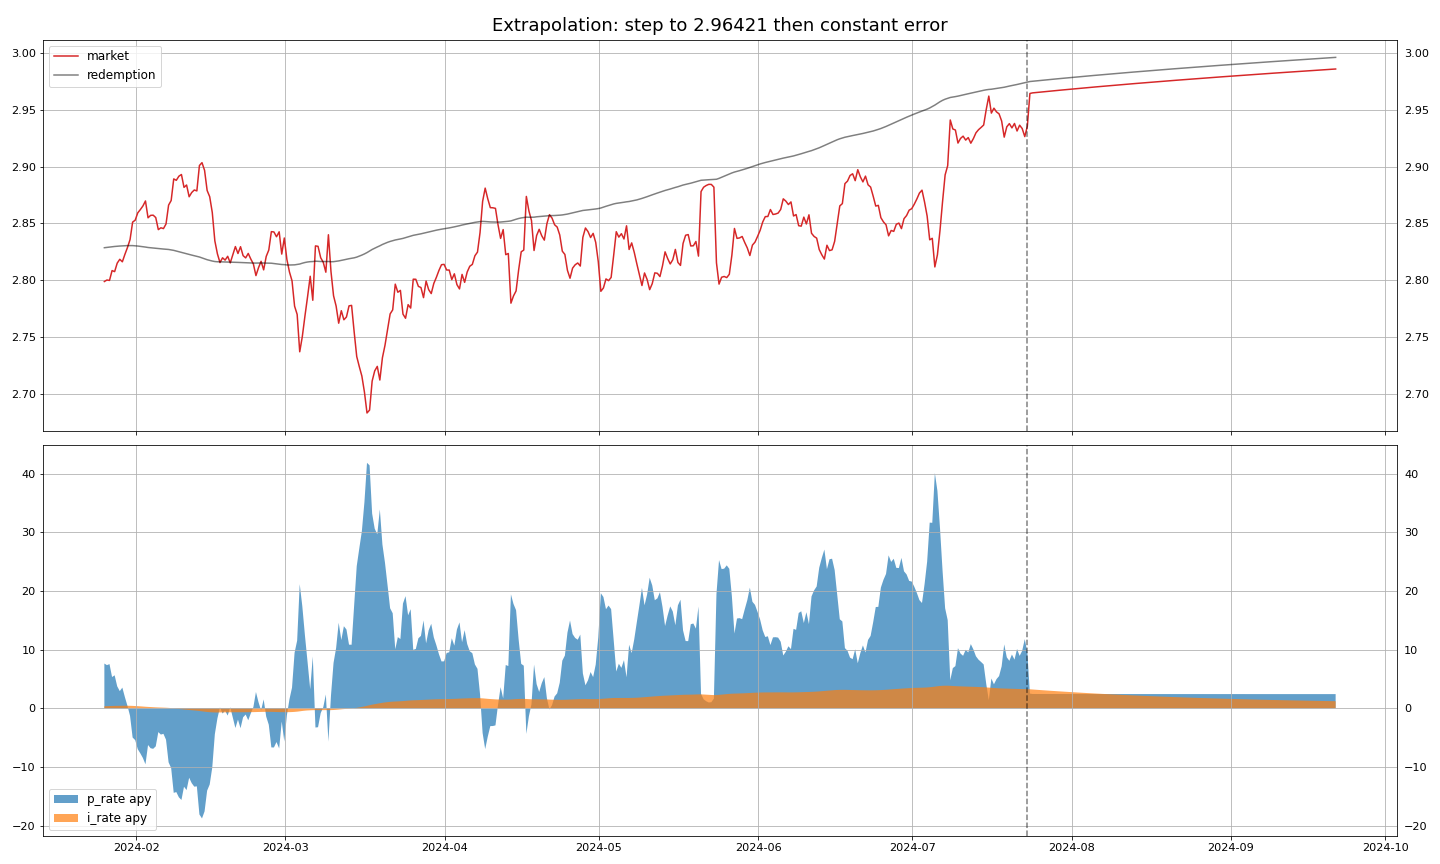 Extrapolation: step to 2.96421 then constant error
market
redemption
3.00 3.00
2.95 2.95
2.90 2.90
2.85 2.85
2.80 2.80
2.75 2.75
2.70 2.70
40 40
30 30
20 20
10 10
0 0
−10 −10
−20 −20
p_rate apy
i_rate apy
2024-02 2024-03 2024-04 2024-05 2024-06 2024-07 2024-08 2024-09 2024-10